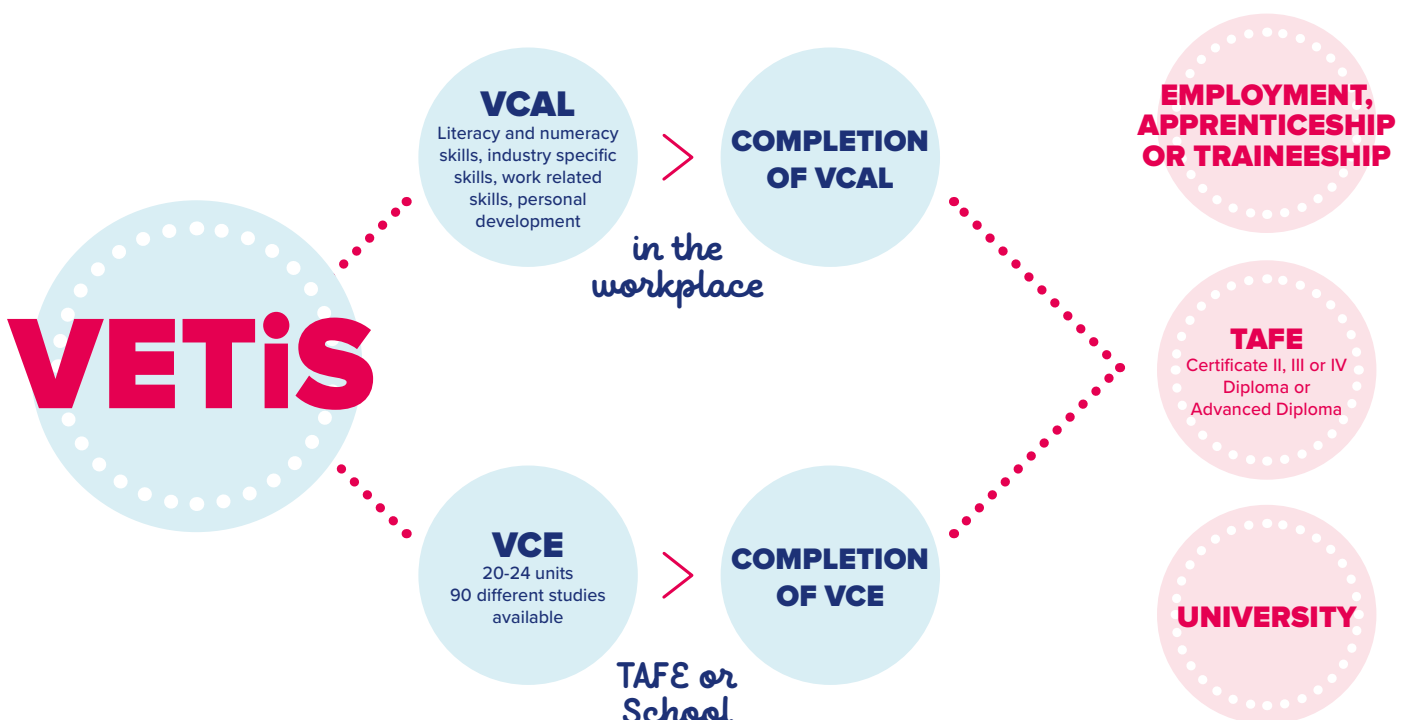 VETiS
VCAL
Literacy and numeracy
skills, industry specific
skills, work related
skills, personal
development
in the
workplace
COMPLETION
OF VCAL
VCE
20-24 units
90 different studies
available
TAFE or
School
COMPLETION
OF VCE
EMPLOYMENT,
APPRENTICESHIP
OR TRAINEESHIP
TAFE
Certificate II, III or IV
Diploma or
Advanced Diploma
UNIVERSITY